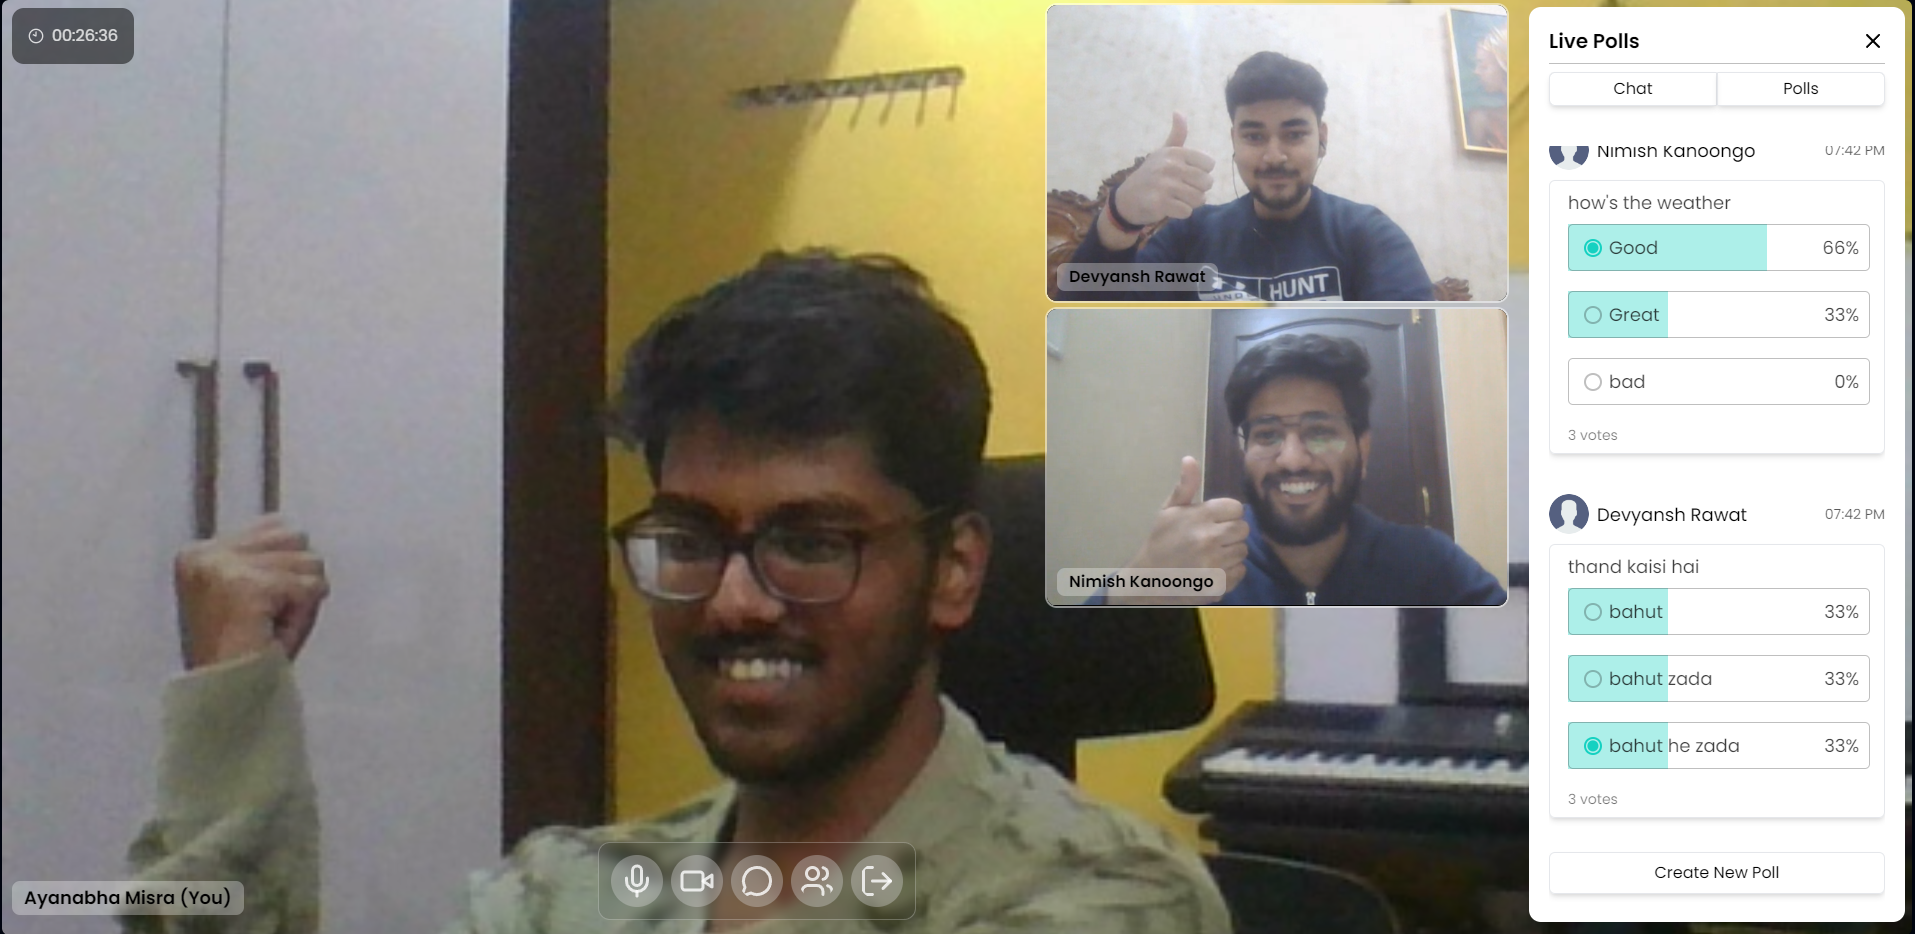 00:26:36
HUNT
Devyansh Rawat
Nimish Kanoongo
Ayanabha Misra (You)
Live Polls
Chat
Polls
Nimish Kanoongo
07:42 PM
how's the weather
Good 66%
Great 33%
bad 0%
3 votes
Devyansh Rawat
07:42 PM
thand kaisi hai
bahut 33%
bahut zada 33%
bahut he zada 33%
3 votes
Create New Poll